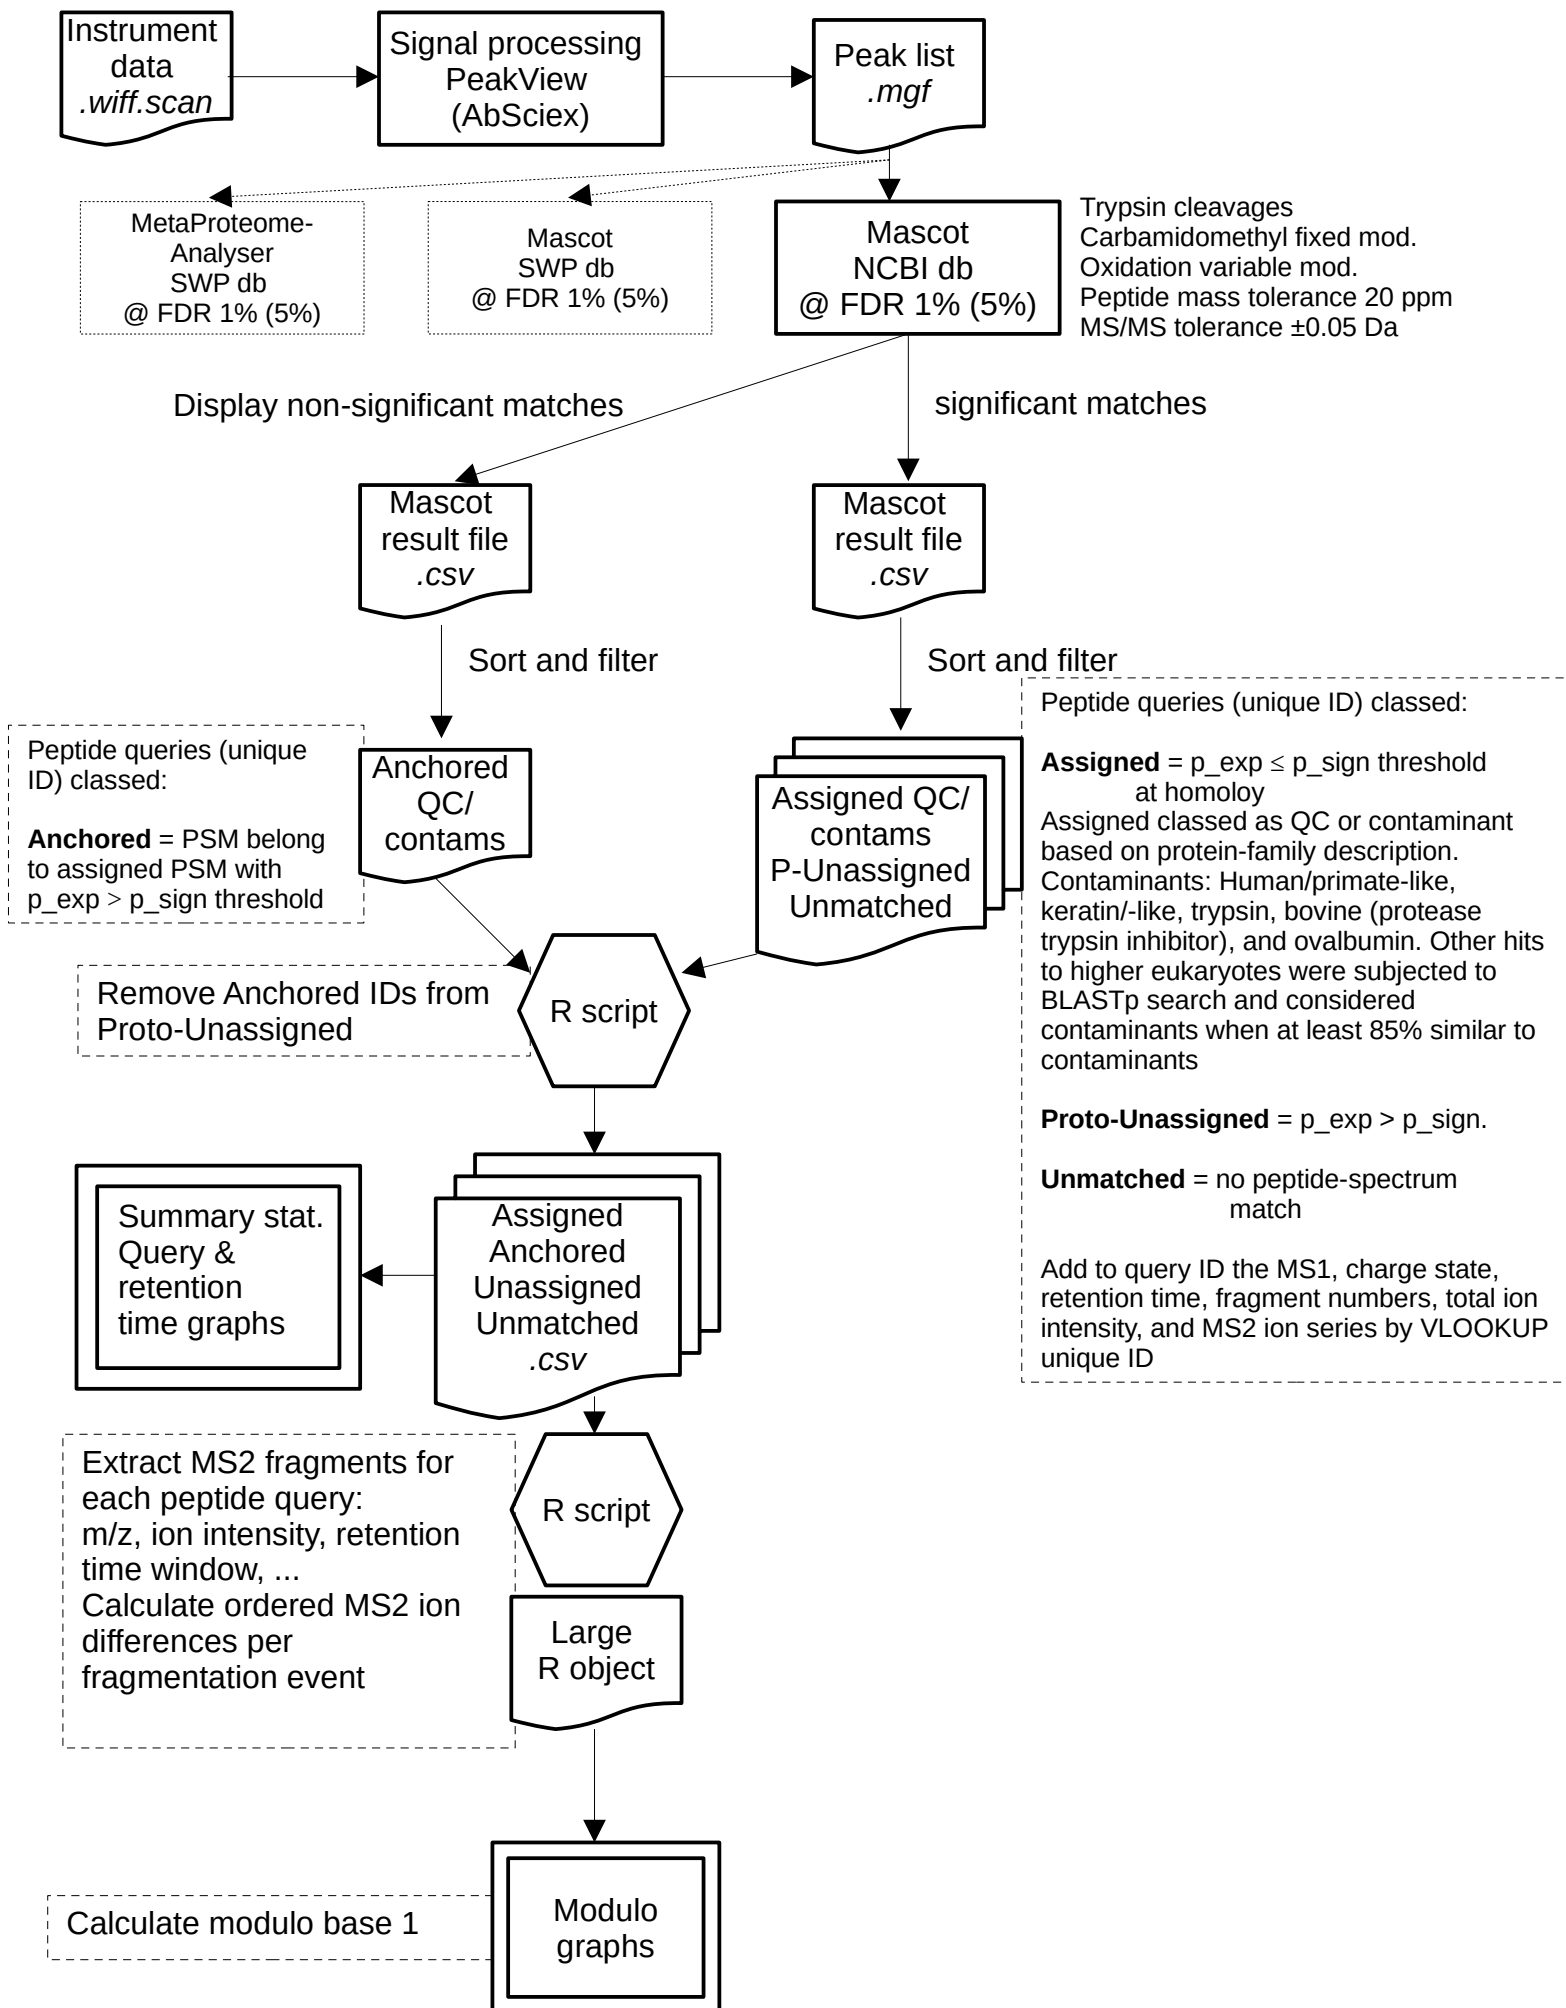 Instrument
data
.wiff.scan
Signal processing
PeakView
(AbSciex)
Peak list
.mgf
MetaProteome-
Analyser
SWP db
@ FDR 1% (5%)
Mascot
SWP db
@ FDR 1% (5%)
Mascot
NCBI db
@ FDR 1% (5%)
Trypsin cleavages
Carbamidomethyl fixed mod.
Oxidation variable mod.
Peptide mass tolerance 20 ppm
MS/MS tolerance ±0.05 Da
Display non-significant matches
significant matches
Mascot
result file
.csv
Mascot
result file
.csv
Sort and filter
Sort and filter
Peptide queries (unique
ID) classed:
Anchored = PSM belong
to assigned PSM with
p_exp > p_sign threshold
Anchored
QC/
contams
Assigned QC/
contams
P-Unassigned
Unmatched
Peptide queries (unique ID) classed:
Assigned = p_exp ≤ p_sign threshold
at homoloy
Assigned classed as QC or contaminant
based on protein-family description.
Contaminants: Human/primate-like,
keratin/-like, trypsin, bovine (protease
trypsin inhibitor), and ovalbumin. Other hits
to higher eukaryotes were subjected to
BLASTp search and considered
contaminants when at least 85% similar to
contaminants
Proto-Unassigned = p_exp > p_sign.
Unmatched = no peptide-spectrum
match
Add to query ID the MS1, charge state,
retention time, fragment numbers, total ion
intensity, and MS2 ion series by VLOOKUP
unique ID
Remove Anchored IDs from
Proto-Unassigned
R script
Summary stat.
Query &
retention
time graphs
Assigned
Anchored
Unassigned
Unmatched
.csv
Extract MS2 fragments for
each peptide query:
m/z, ion intensity, retention
time window, ...
Calculate ordered MS2 ion
differences per
fragmentation event
R script
Large
R object
Calculate modulo base 1
Modulo
graphs